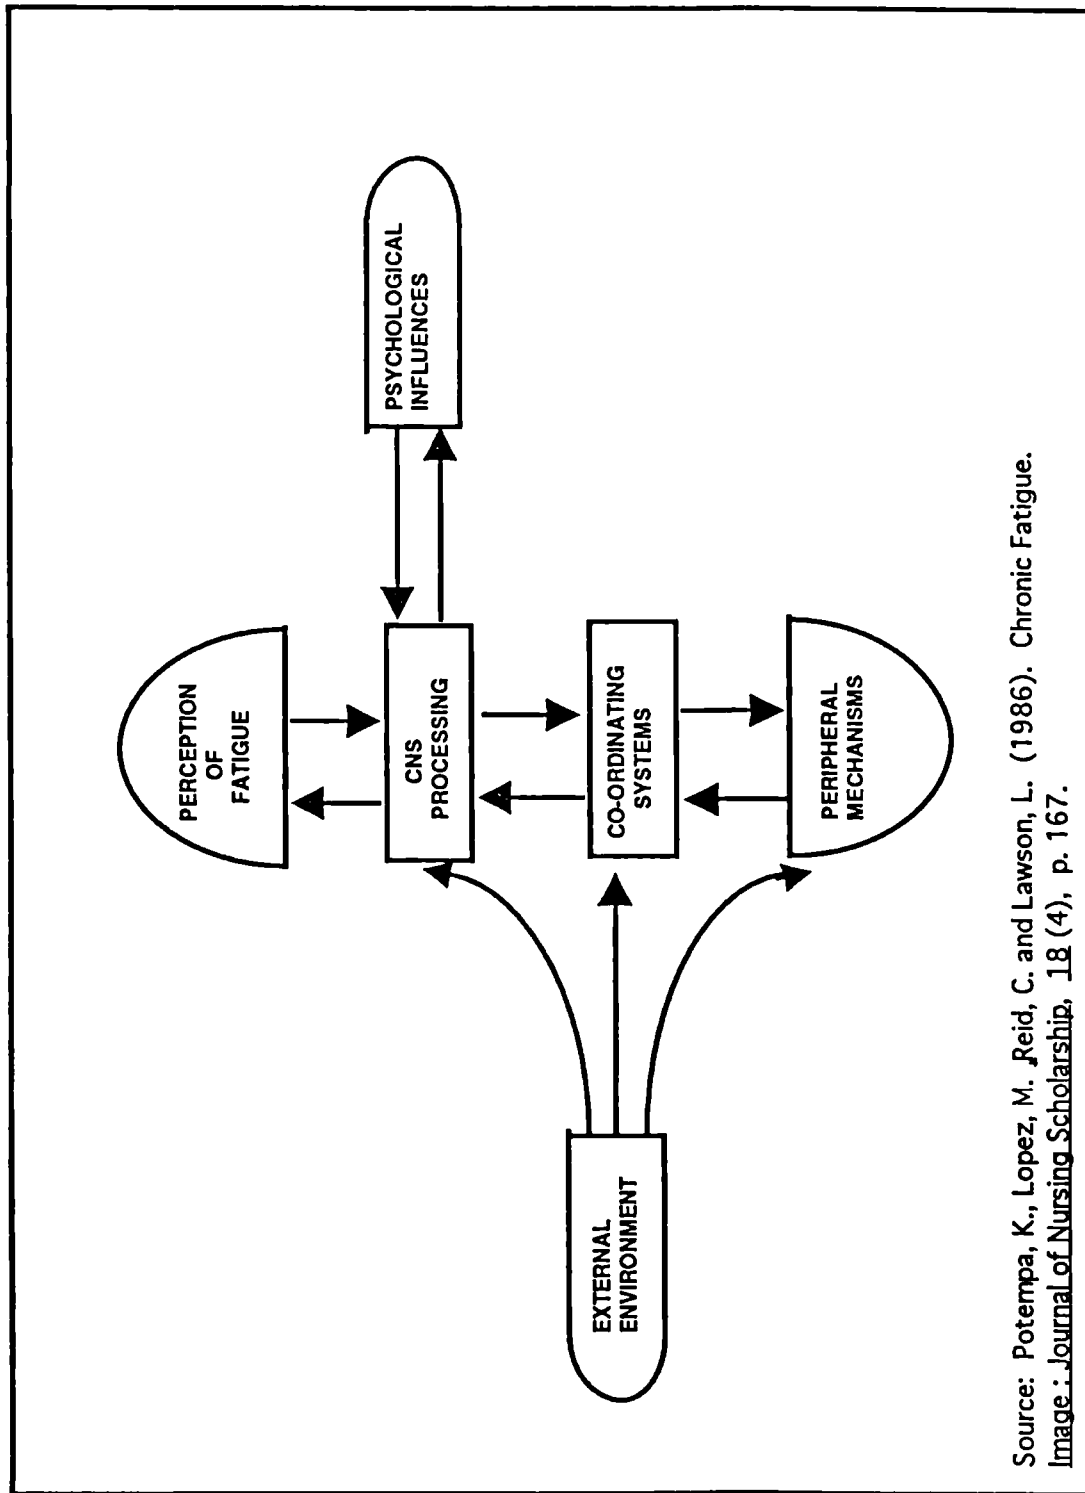 PERCEPTION
OF
FATIGUE
PSYCHOLOGICAL
INFLUENCES
CNS
PROCESSING
CO-ORDINATING
SYSTEMS
EXTERNAL
ENVIRONMENT
PERIPHERAL
MECHANISMS
Source: Potempa, K., Lopez, M. ,Reid, C. and Lawson, L. (1986). Chronic Fatigue.
Image : Journal of Nursing Scholarship, 18 (4), p. 167.